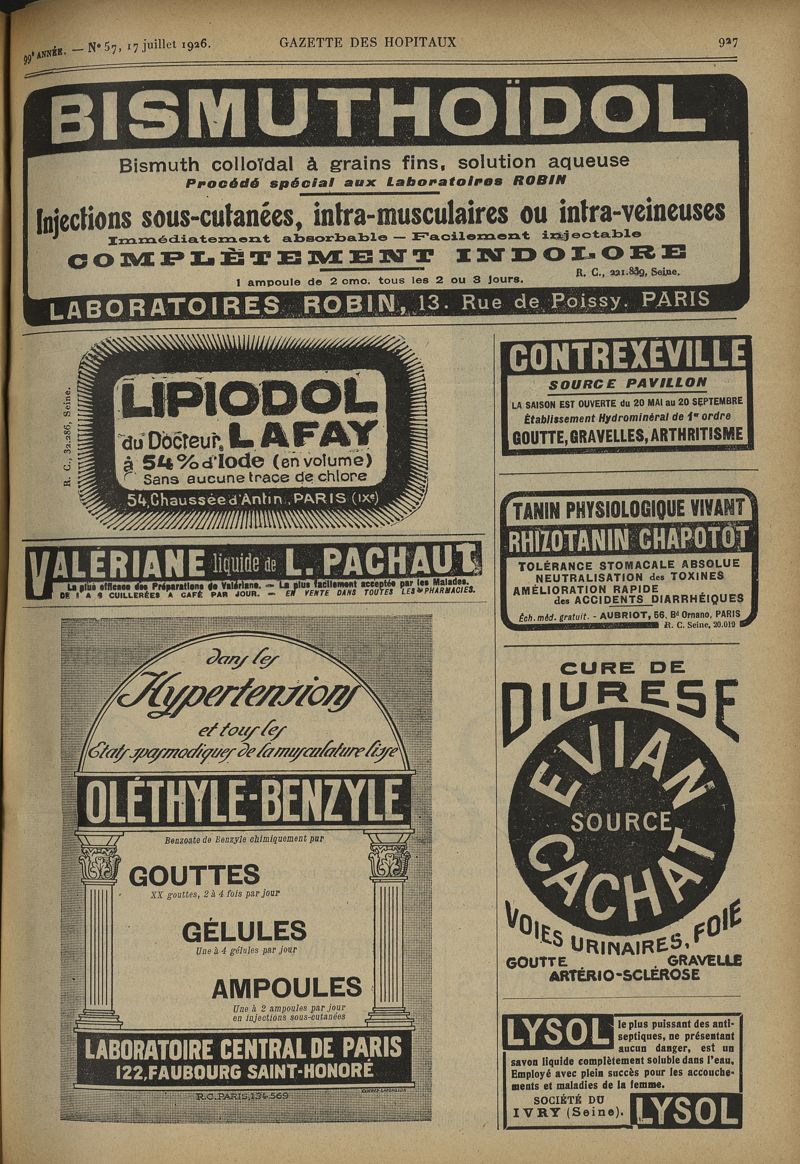 99e ANNÉE. — N° 57, 17 juillet 1926. GAZETTE DES HOPITAUX 927
BISMUTHOÏDOL
Bismuth colloïdal à grains fins, solution aqueuse
Procédé spécial aux Laboratoires ROBIN
Injections sous-cutanées, intra-musculaires ou intra-veineuses
Immédiatement absorbable — Facilement injectable
COMPLÈTEMENT INDOLORE
R. C., 221.839, Seine.
1 ampoule de 2 cmc. tous les 2 ou 3 jours.
LABORATOIRES ROBIN, 13. Rue de Poissy. PARIS
R. C., 32.286, Seine.
LIPIODOL
du Docteur LAFAY
à 54% d'Iode (en volume)
Sans aucune trace de chlore
54, Chaussée d'Antin, PARIS (IXe)
CONTREXEVILLE
SOURCE PAVILLON
LA SAISON EST OUVERTE du 20 MAI au 20 SEPTEMBRE
Établissement Hydrominéral de 1er ordre
GOUTTE, GRAVELLES, ARTHRITISME
TANIN PHYSIOLOGIQUE VIVANT
RHIZOTANIN CHAPOTOT
TOLÉRANCE STOMACALE ABSOLUE
NEUTRALISATION des TOXINES
AMÉLIORATION RAPIDE
des ACCIDENTS DIARRHÉIQUES
Éch. méd. gratuit. - AUBRIOT, 56, Bd Ornano, PARIS
R. C. Seine, 20.019
VALÉRIANE liquide de L. PACHAUT
La plus efficace des Préparations de Valériane. — La plus facilement acceptée par les Malades.
DE 1 A 3 CUILLERÉES A CAFÉ PAR JOUR. — EN VENTE DANS TOUTES LES PHARMACIES.
dans les
Hypertensions
et tous les
États spasmodiques de la musculature lisse
OLÉTHYLE-BENZYLE
Benzoate de Benzyle chimiquement pur
GOUTTES
XX gouttes, 2 à 4 fois par jour
GÉLULES
Une à 4 gélules par jour
AMPOULES
Une à 2 ampoules par jour
en injections sous-cutanées
LABORATOIRE CENTRAL DE PARIS
122, FAUBOURG SAINT-HONORÉ
R.C. PARIS, 134.569
CURE DE
DIURESE
EVIAN
SOURCE
CACHAT
VOIES URINAIRES, FOIE
GOUTTE GRAVELLE
ARTÉRIO-SCLÉROSE
LYSOL le plus puissant des anti-
septiques, ne présentant
aucun danger, est un
savon liquide complètement soluble dans l'eau.
Employé avec plein succès pour les accouche-
ments et maladies de la femme.
SOCIÉTÉ DU
IVRY (Seine). LYSOL